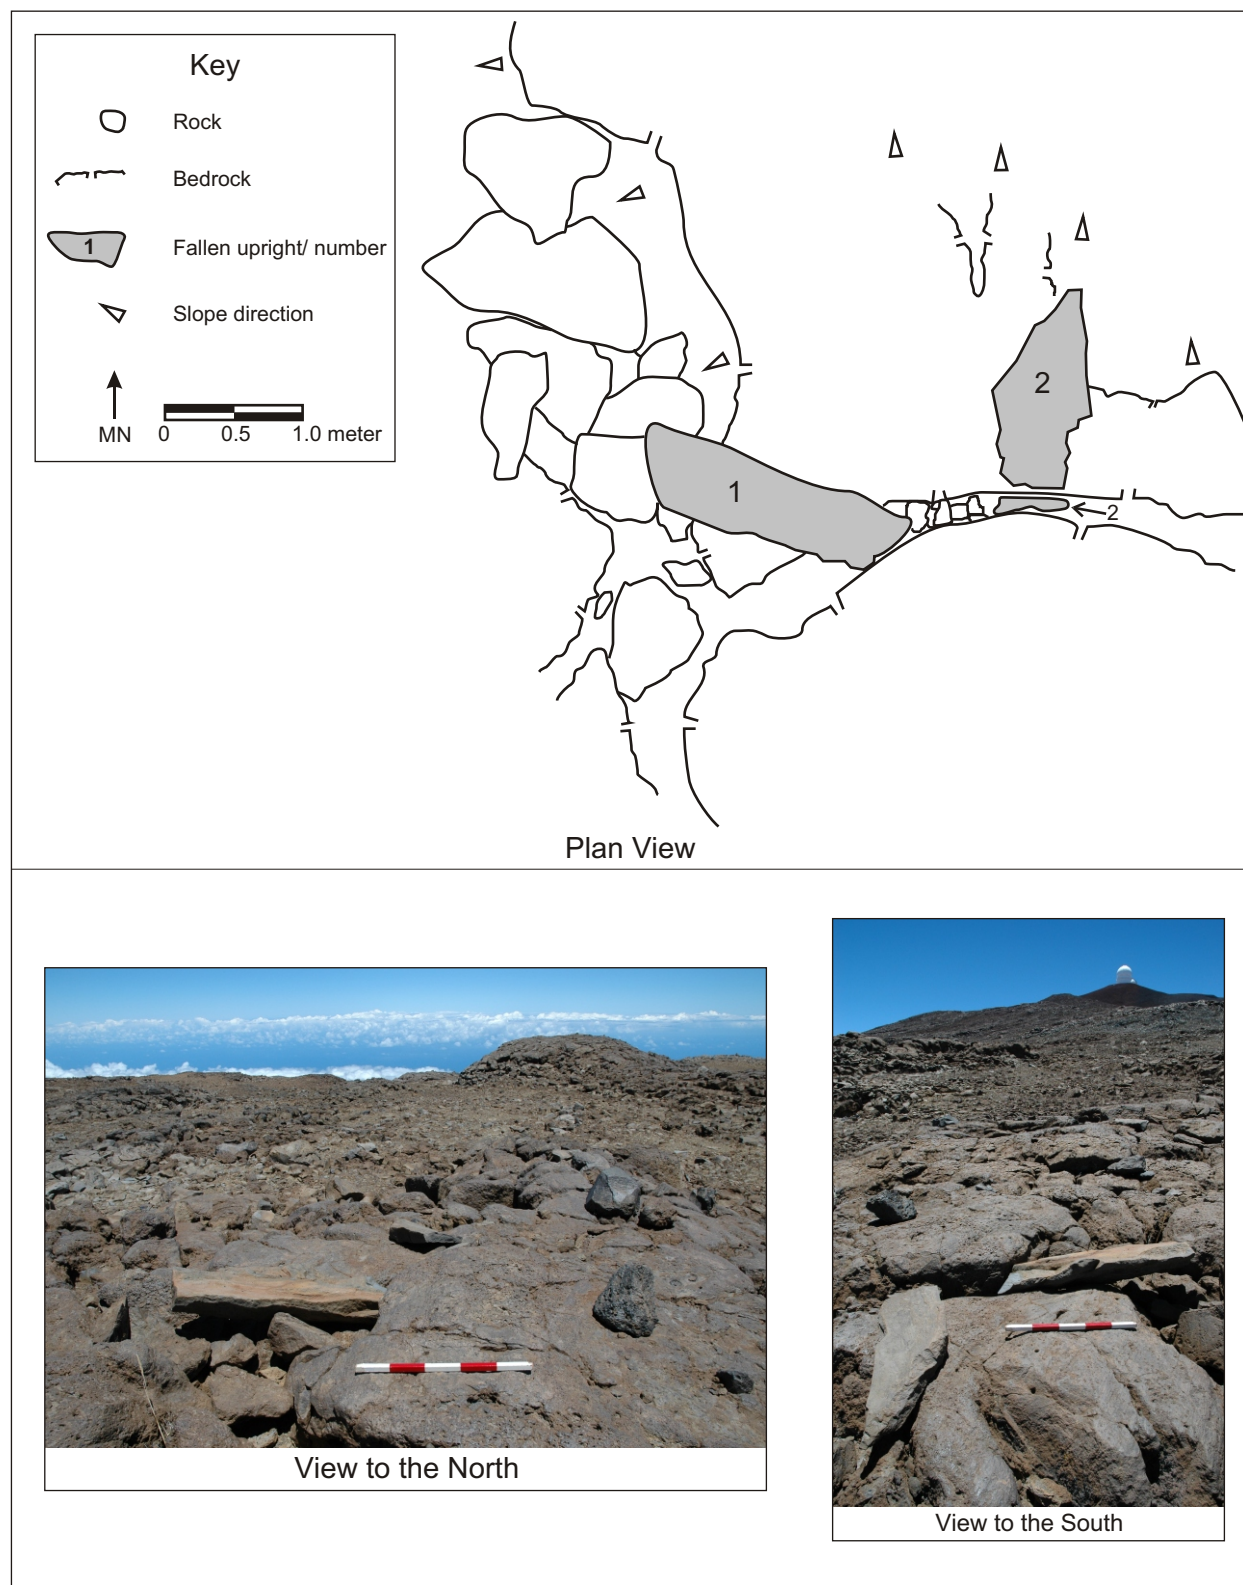 Key
Rock
Bedrock
1
Fallen upright/ number
Slope direction
MN
0 0.5 1.0 meter
2
1
2
Plan View
View to the North
View to the South